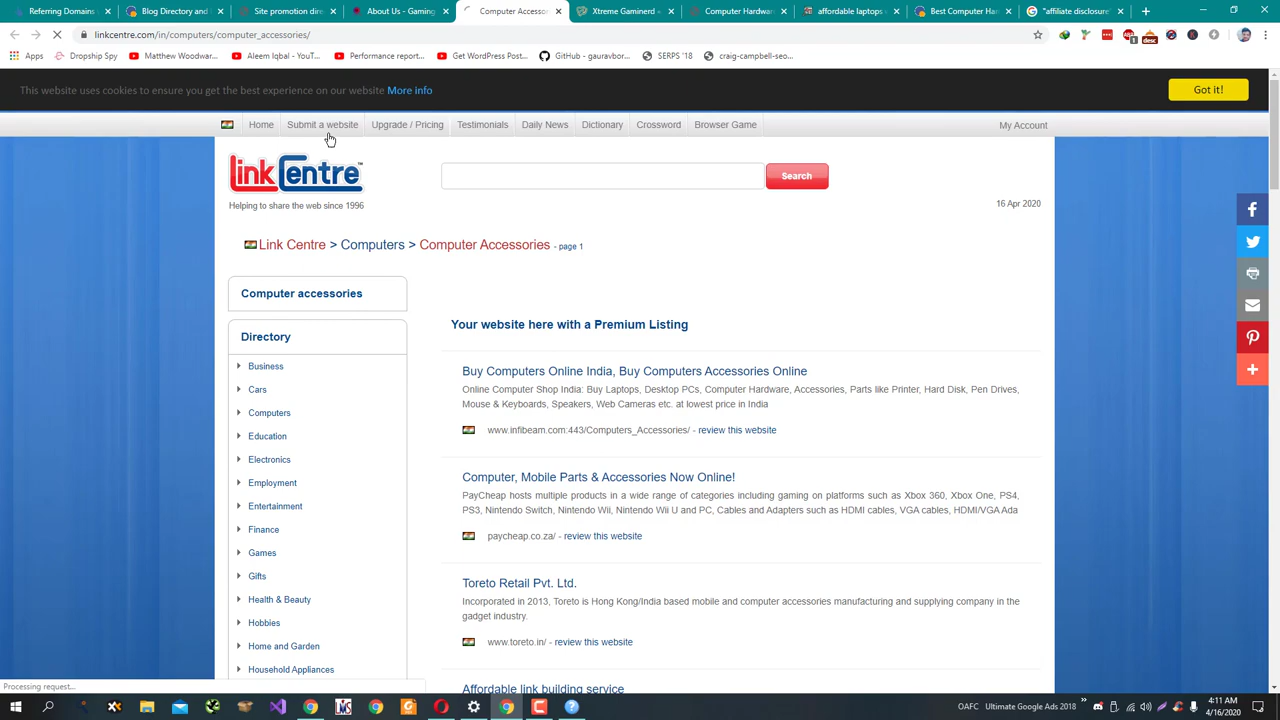 Referring Domains
Blog Directory and
About Us - Pricing
Computer Accesso
Xtreme Gaminerd -
Computer Hardware
affordable laptops
Best Computer Har
"affiliate disclosure"
linkcentre.com/in/computers/computer_accessories/
Apps
Dropship Spy
Matthew Woodwar...
Aleem Iqbal - YouT...
Performance report...
Get WordPress Post...
GitHub - gauravbor...
SERPS '18
craig-campbell-seo...
This website uses cookies to ensure you get the best experience on our website More info
Got it!
Home
Submit a website
Upgrade / Pricing
Testimonials
Daily News
Dictionary
Crossword
Browser Game
My Account
linkCentre™
Search
Helping to share the web since 1996
16 Apr 2020
Link Centre > Computers > Computer Accessories - page 1
Computer accessories
Directory
Business
Cars
Computers
Education
Electronics
Employment
Entertainment
Finance
Games
Gifts
Health & Beauty
Hobbies
Home and Garden
Household Appliances
Your website here with a Premium Listing
Buy Computers Online India, Buy Computers Accessories Online
Online Computer Shop India: Buy Laptops, Desktop PCs, Computer Hardware, Accessories, Parts like Printer, Hard Disk, Pen Drives,
Mouse & Keyboards, Speakers, Web Cameras etc. at lowest price in India
www.infibeam.com:443/Computers_Accessories/ - review this website
Computer, Mobile Parts & Accessories Now Online!
PayCheap hosts multiple products in a wide range of categories including gaming on platforms such as Xbox 360, Xbox One, PS4,
PS3, Nintendo Switch, Nintendo Wii, Nintendo Wii U and PC, Cables and Adapters such as HDMI cables, VGA cables, HDMI/VGA Ada
paycheap.co.za/ - review this website
Toreto Retail Pvt. Ltd.
Incorporated in 2013, Toreto is Hong Kong/India based mobile and computer accessories manufacturing and supplying company in the
gadget industry.
www.toreto.in/ - review this website
Affordable link building service
Processing request...
OAFC
Ultimate Google Ads 2018
4:11 AM
4/16/2020